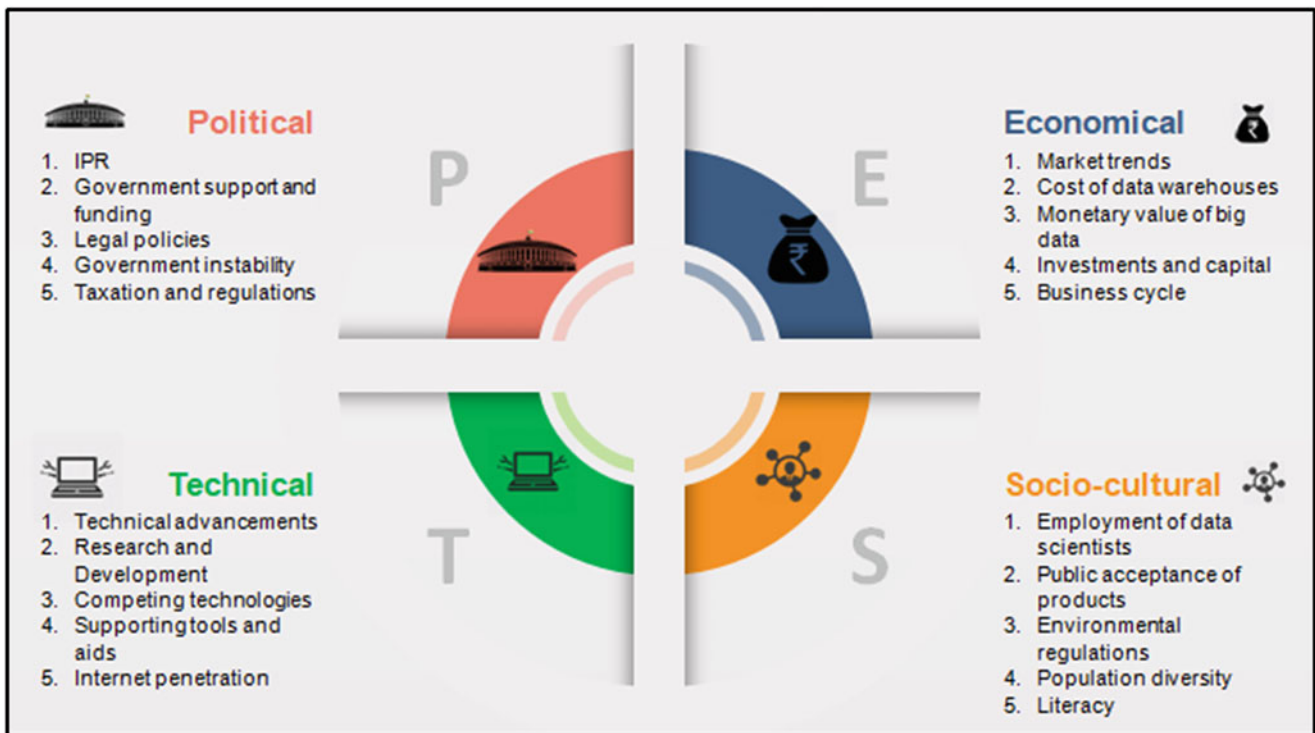 Political
1. IPR
2. Government support and
funding
3. Legal policies
4. Government instability
5. Taxation and regulations
P
E
Economical
₹
1. Market trends
2. Cost of data warehouses
3. Monetary value of big
data
4. Investments and capital
5. Business cycle
₹
Technical
1. Technical advancements
2. Research and
Development
3. Competing technologies
4. Supporting tools and
aids
5. Internet penetration
T
S
Socio-cultural
1. Employment of data
scientists
2. Public acceptance of
products
3. Environmental
regulations
4. Population diversity
5. Literacy